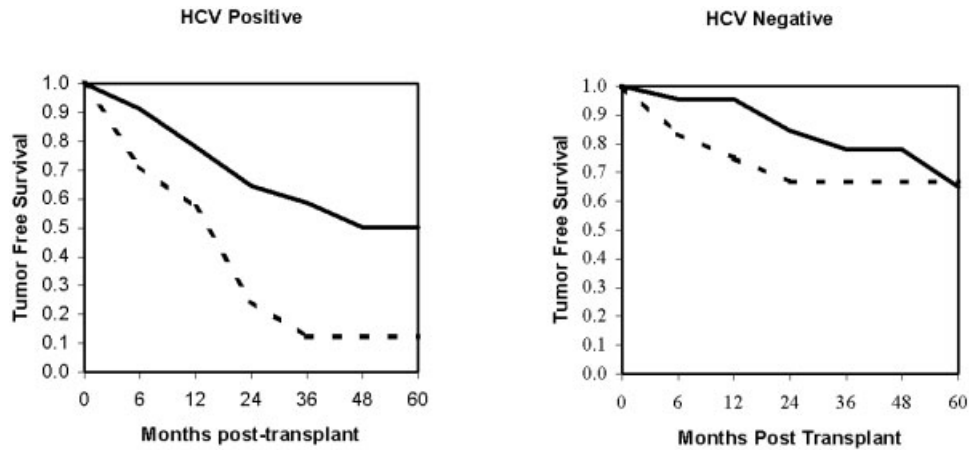 HCV Positive
Tumor Free Survival
1.0
0.9
0.8
0.7
0.6
0.5
0.4
0.3
0.2
0.1
0.0
0 6 12 24 36 48 60
Months post-transplant
HCV Negative
Tumor Free Survival
1.0
0.9
0.8
0.7
0.6
0.5
0.4
0.3
0.2
0.1
0.0
0 6 12 24 36 48 60
Months Post Transplant